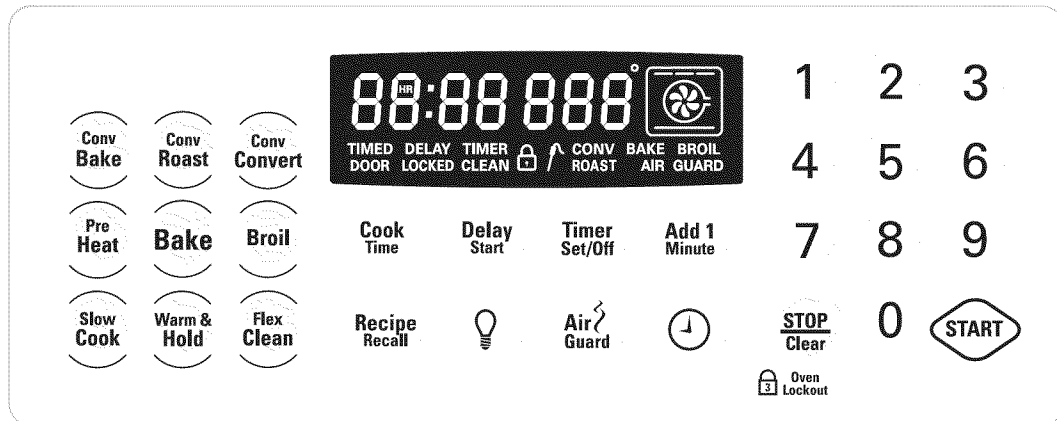 88:88 888°
HR
TIMED DELAY TIMER CONV BAKE BROIL
DOOR LOCKED CLEAN ROAST AIR GUARD
Conv
Bake
Conv
Roast
Conv
Convert
Pre
Heat
Bake
Broil
Slow
Cook
Warm &
Hold
Flex
Clean
Cook
Time
Delay
Start
Timer
Set/Off
Add 1
Minute
Recipe
Recall
Air
Guard
1 2 3
4 5 6
7 8 9
STOP
Clear
0
START
3
Oven
Lockout